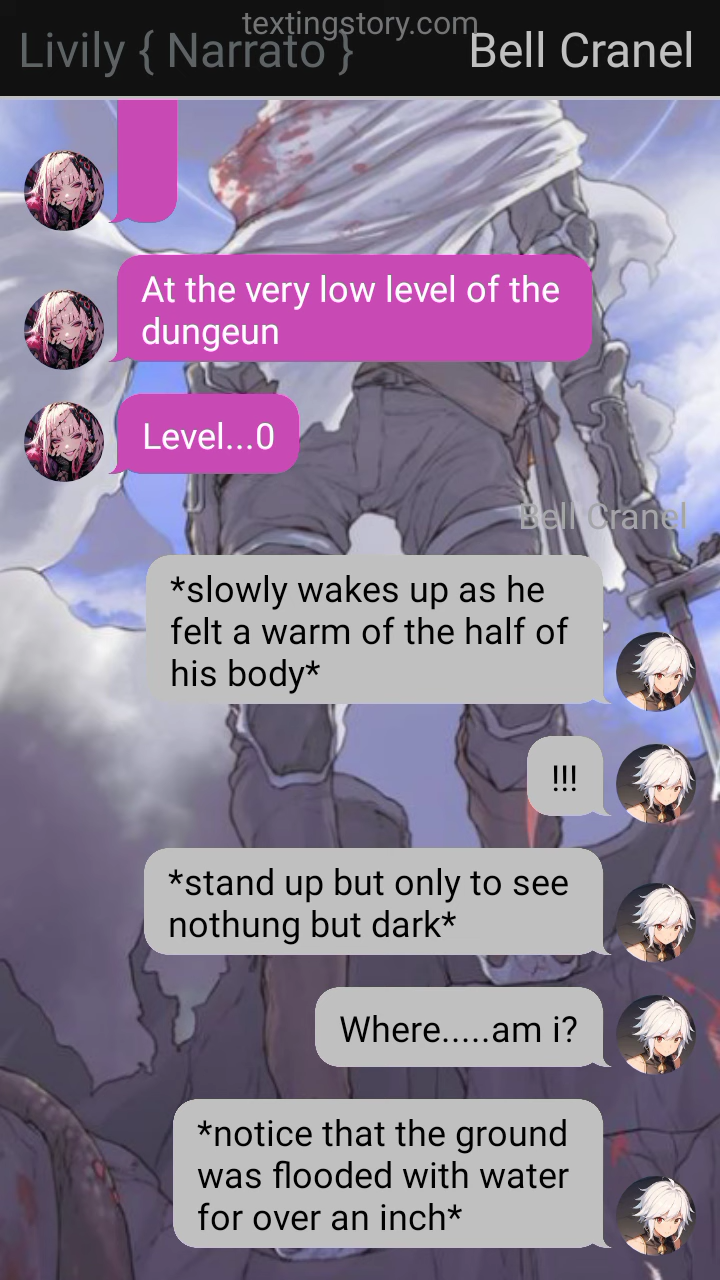 textingstory.com
Livily { Narrato } Bell Cranel
At the very low level of the
dungeun
Level...0
Bell Cranel
*slowly wakes up as he
felt a warm of the half of
his body*
!!!
*stand up but only to see
nothung but dark*
Where.....am i?
*notice that the ground
was flooded with water
for over an inch*